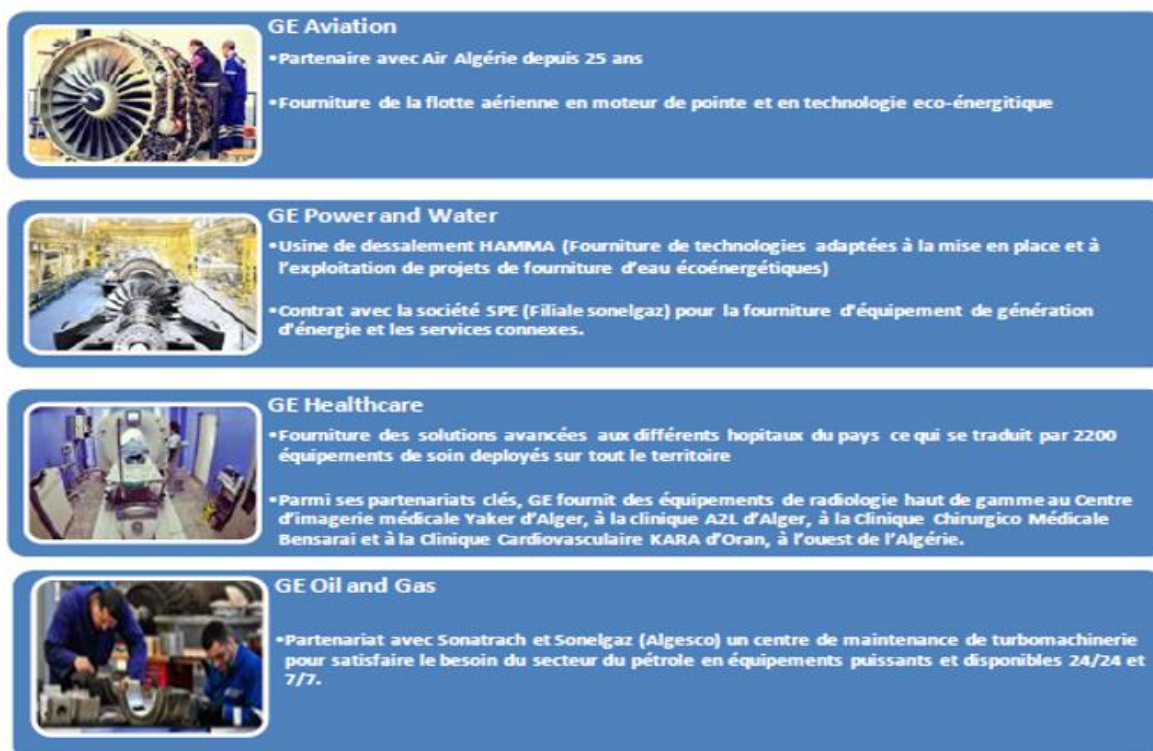 GE Aviation
•Partenaire avec Air Algérie depuis 25 ans
•Fourniture de la flotte aérienne en moteur de pointe et en technologie eco-énergitique
GE Power and Water
•Usine de dessalement HAMMA (Fourniture de technologies adaptées à la mise en place et à
l'exploitation de projets de fourniture d'eau écoénergétiques)
•Contrat avec la société SPE (Filiale sonelgaz) pour la fourniture d'équipement de génération
d'énergie et les services connexes.
GE Healthcare
•Fourniture des solutions avancées aux différents hopitaux du pays ce qui se traduit par 2200
équipements de soin deployés sur tout le territoire
•Parmi ses partenariats clés, GE fournit des équipements de radiologie haut de gamme au Centre
d'imagerie médicale Yaker d'Alger, à la clinique A2L d'Alger, à la Clinique Chirurgico Médicale
Bensarai et à la Clinique Cardiovasculaire KARA d'Oran, à l'ouest de l'Algérie.
GE Oil and Gas
•Partenariat avec Sonatrach et Sonelgaz (Algesco) un centre de maintenance de turbomachinerie
pour satisfaire le besoin du secteur du pétrole en équipements puissants et disponibles 24/24 et
7/7.